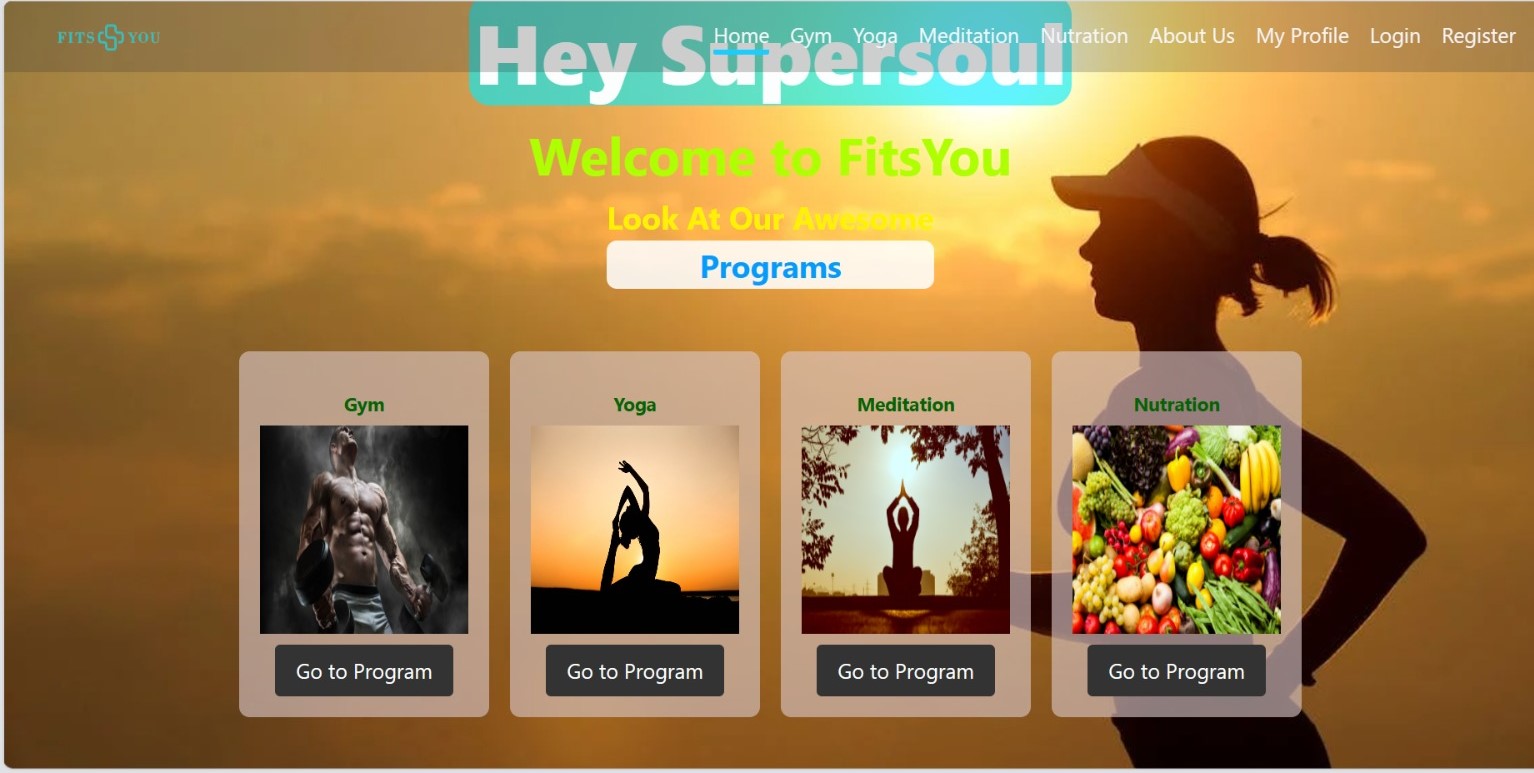 FITS YOU
Home Gym Yoga Meditation Nutration About Us My Profile Login Register
Hey Supersoul
Welcome to FitsYou
Look At Our Awesome
Programs
Gym Yoga Meditation Nutration
Go to Program Go to Program Go to Program Go to Program